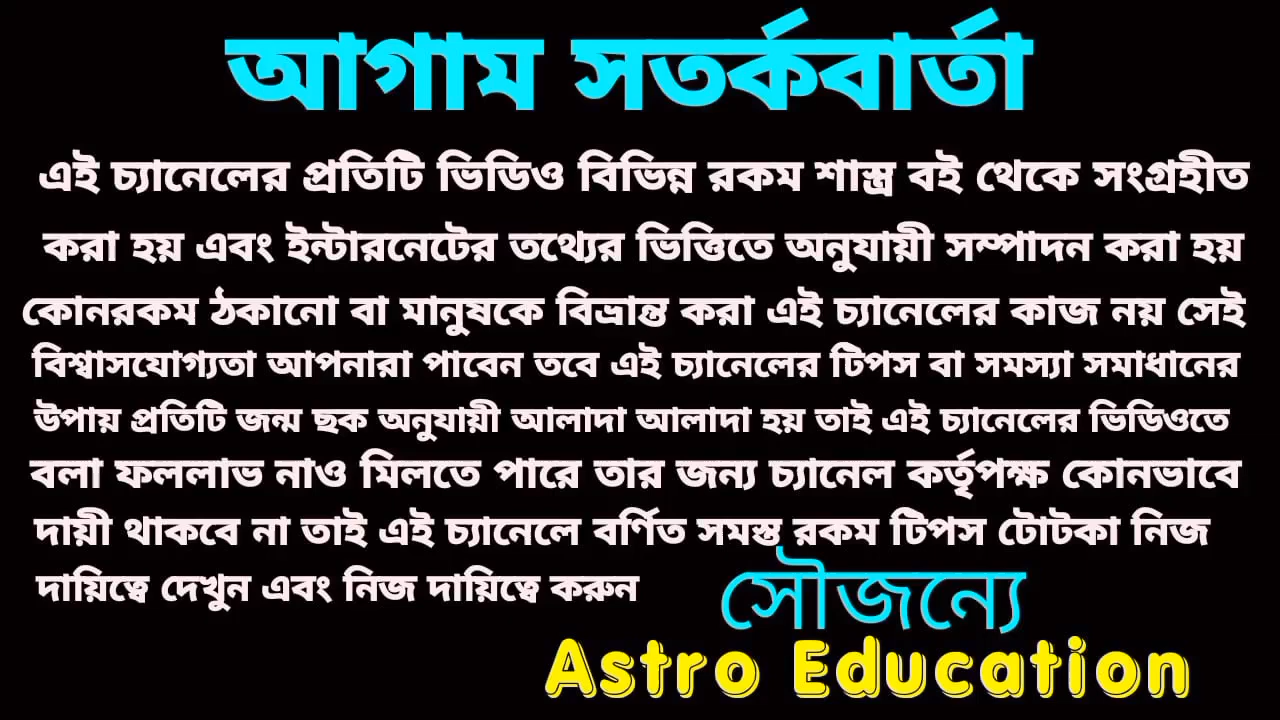 আগাম সতর্কবার্তা
এই চ্যানেলের প্রতিটি ভিডিও বিভিন্ন রকম শাস্ত্র বই থেকে সংগ্রহীত
করা হয় এবং ইন্টারনেটের তথ্যের ভিত্তিতে অনুযায়ী সম্পাদন করা হয়
কোনরকম ঠকানো বা মানুষকে বিভ্রান্ত করা এই চ্যানেলের কাজ নয় সেই
বিশ্বাসযোগ্যতা আপনারা পাবেন তবে এই চ্যানেলের টিপস বা সমস্যা সমাধানের
উপায় প্রতিটি জন্ম ছক অনুযায়ী আলাদা আলাদা হয় তাই এই চ্যানেলের ভিডিওতে
বলা ফললাভ নাও মিলতে পারে তার জন্য চ্যানেল কর্তৃপক্ষ কোনভাবে
দায়ী থাকবে না তাই এই চ্যানেলে বর্ণিত সমস্ত রকম টিপস টোটকা নিজ
দায়িত্বে দেখুন এবং নিজ দায়িত্বে করুন
সৌজন্যে
Astro Education